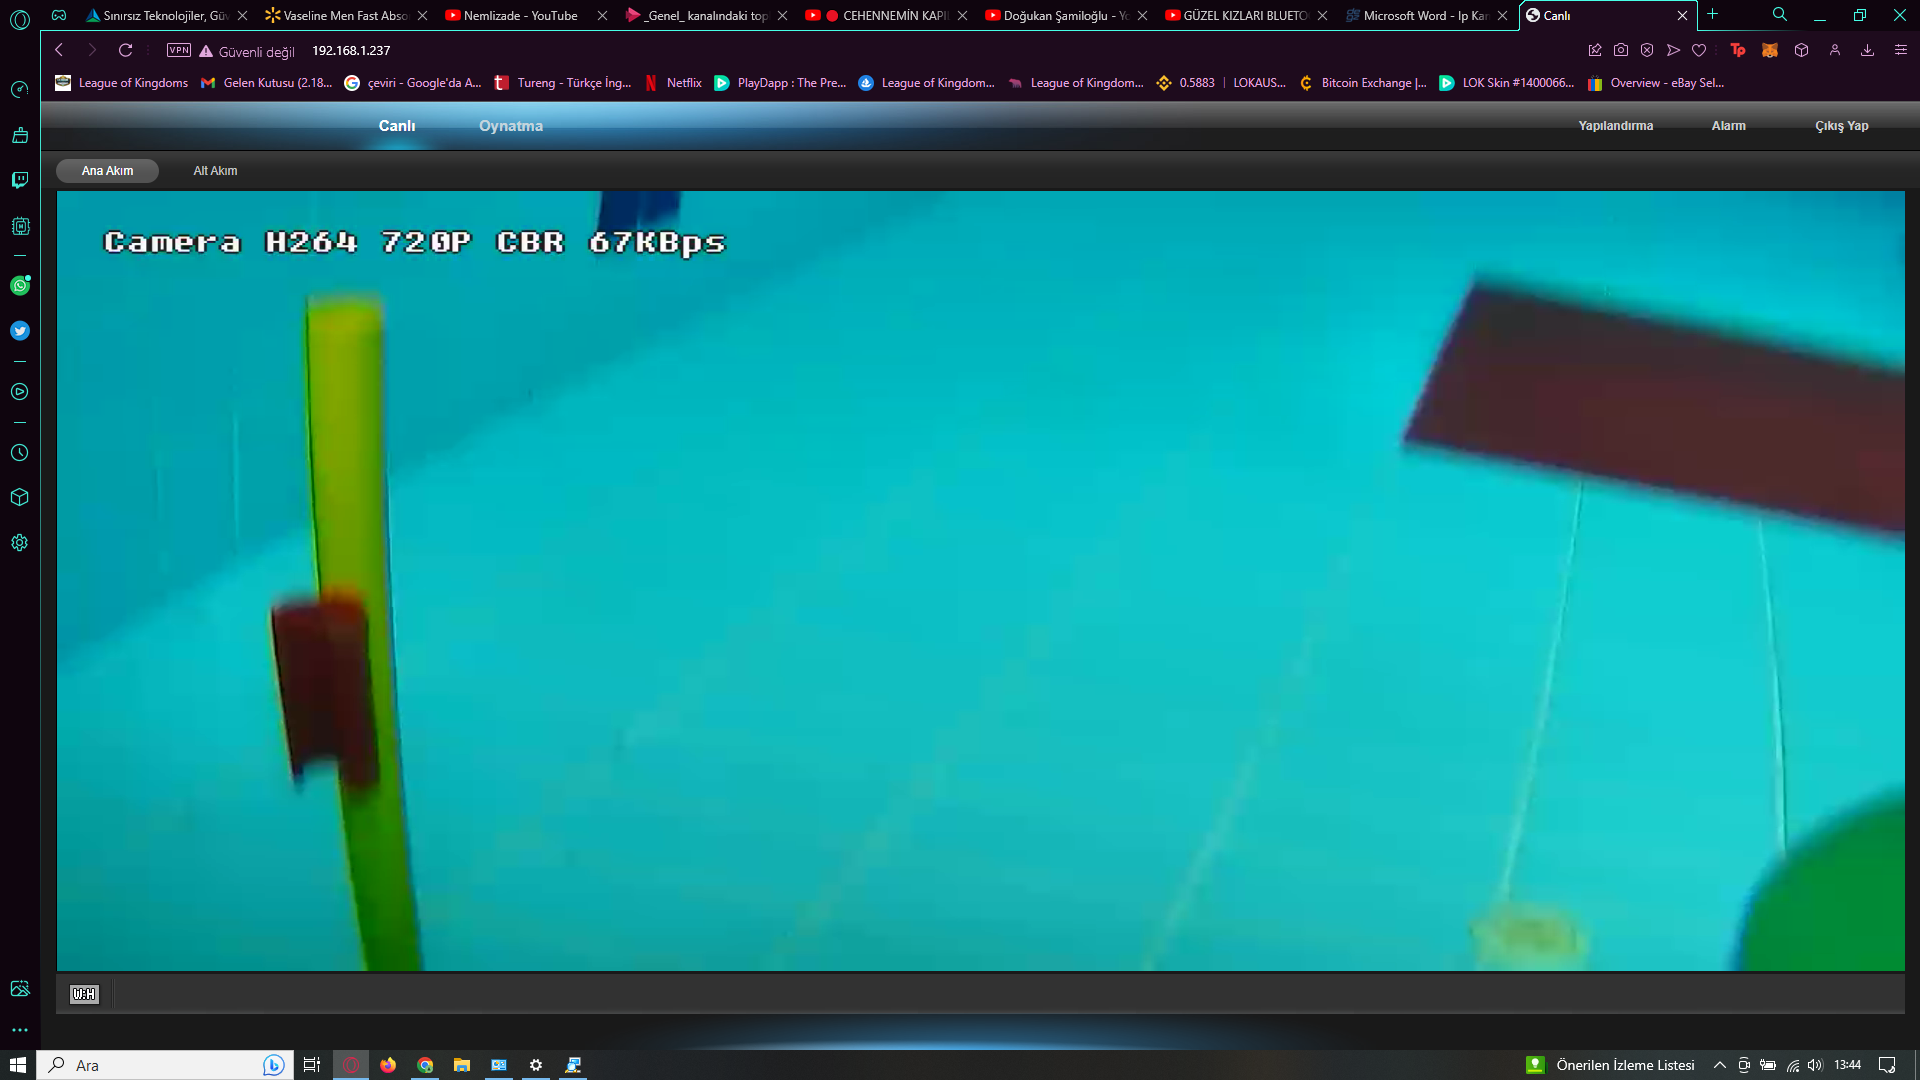 Sınırsız Teknolojiler, Gü
Vaseline Men Fast Abso
Nemlizade - YouTube
_Genel_ kanalındaki top
CEHENNEMİN KAPI
Doğukan Şamiloğlu - Yo
GÜZEL KIZLARI BLUETO
Microsoft Word - Ip Kar
Canlı
VPN Güvenli değil 192.168.1.237
League of Kingdoms
Gelen Kutusu (2.18...
çeviri - Google'da A...
Tureng - Türkçe İng...
Netflix
PlayDapp : The Pre...
League of Kingdom...
League of Kingdom...
0.5883 | LOKAUS...
Bitcoin Exchange |...
LOK Skin #1400066...
Overview - eBay Sel...
Canlı Oynatma Yapılandırma Alarm Çıkış Yap
Ana Akım Alt Akım
Camera H264 720P CBR 67KBps
W:H
Ara
Önerilen İzleme Listesi
13:44